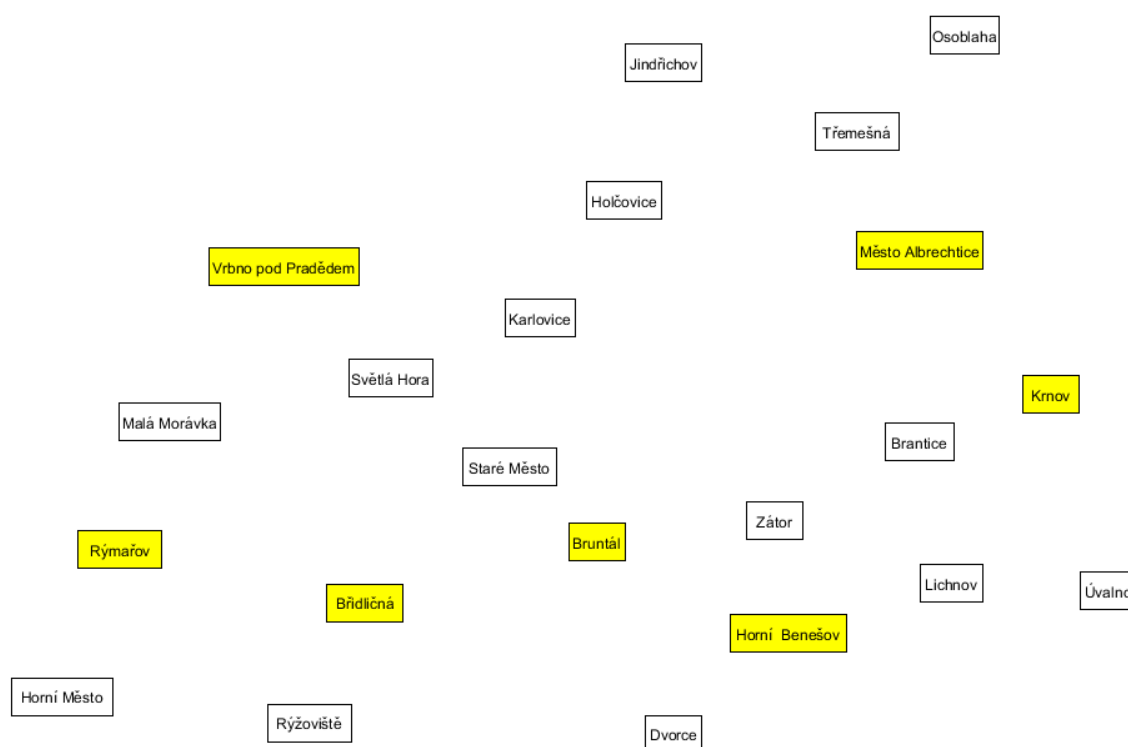 Osoblaha
Jindřichov
Třemešná
Holčovice
Město Albrechtice
Vrbno pod Pradědem
Karlovice
Světlá Hora
Krnov
Malá Morávka
Brantice
Staré Město
Zátor
Bruntál
Rýmařov
Lichnov
Úvalno
Břidličná
Horní  Benešov
Horní Město
Rýžoviště
Dvorce